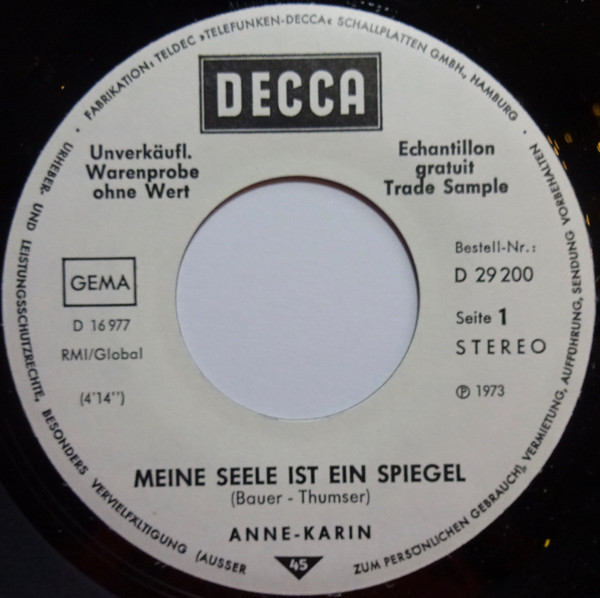 · FABRIKATION: TELDEC »TELEFUNKEN-DECCA« SCHALLPLATTEN GMBH., HAMBURG ·
URHEBER- UND LEISTUNGSSCHUTZRECHTE, BESONDERS VERVIELFÄLTIGUNG (AUSSER
ZUM PERSÖNLICHEN GEBRAUCH), VERMIETUNG, AUFFÜHRUNG, SENDUNG VORBEHALTEN ·
DECCA
Unverkäufl.
Warenprobe
ohne Wert
Echantillon
gratuit
Trade Sample
GEMA
D 16 977
RMI/Global
(4'14")
Bestell-Nr.:
D 29 200
Seite 1
STEREO
Ⓟ 1973
MEINE SEELE IST EIN SPIEGEL
(Bauer - Thumser)
ANNE-KARIN
45